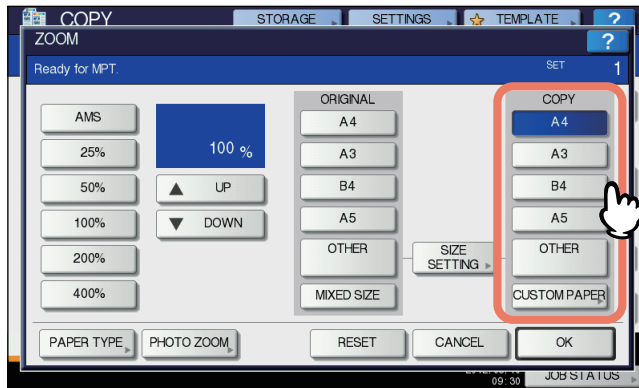 COPY
STORAGE
SETTINGS
TEMPLATE
?
ZOOM
?
Ready for MPT.
SET 1
AMS
25%
50%
100%
200%
400%
100 %
UP
DOWN
ORIGINAL
A4
A3
B4
A5
OTHER
MIXED SIZE
SIZE
SETTING
COPY
A4
A3
B4
A5
OTHER
CUSTOM PAPER
PAPER TYPE
PHOTO ZOOM
RESET
CANCEL
OK
09:30
JOB STATUS